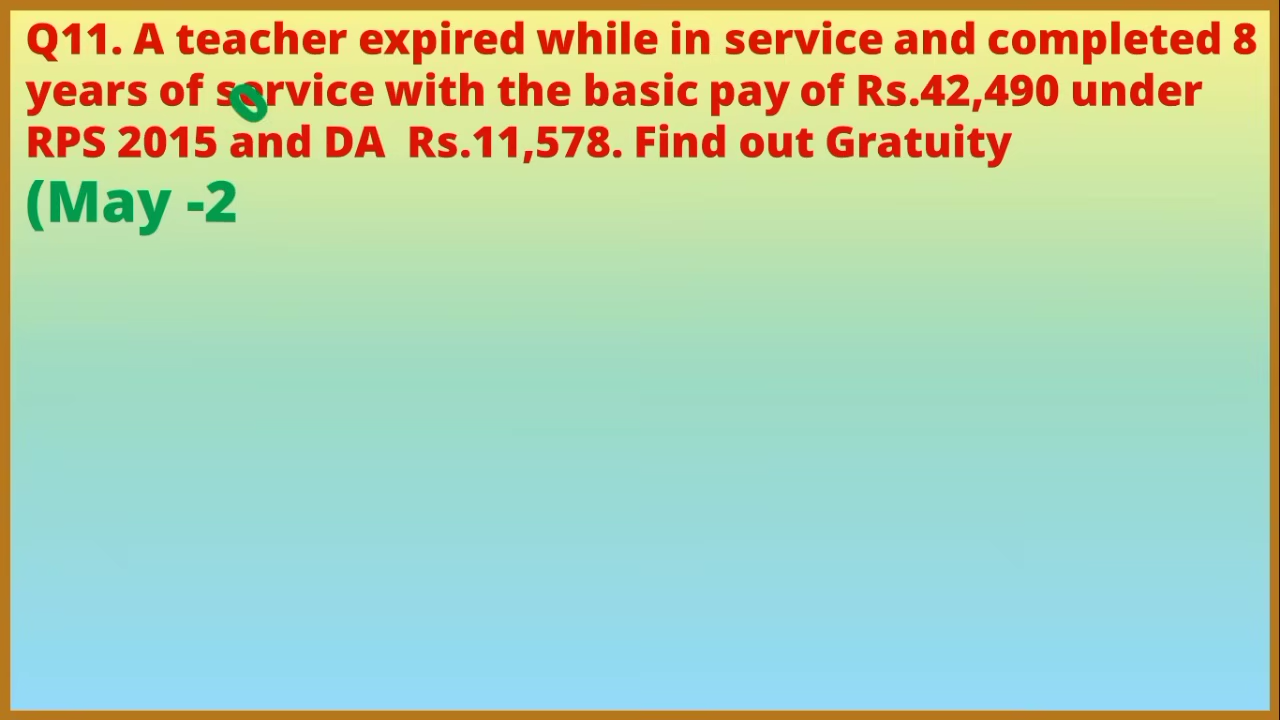 Q11. A teacher expired while in service and completed 8
years of service with the basic pay of Rs.42,490 under
RPS 2015 and DA Rs.11,578. Find out Gratuity
(May -2
0